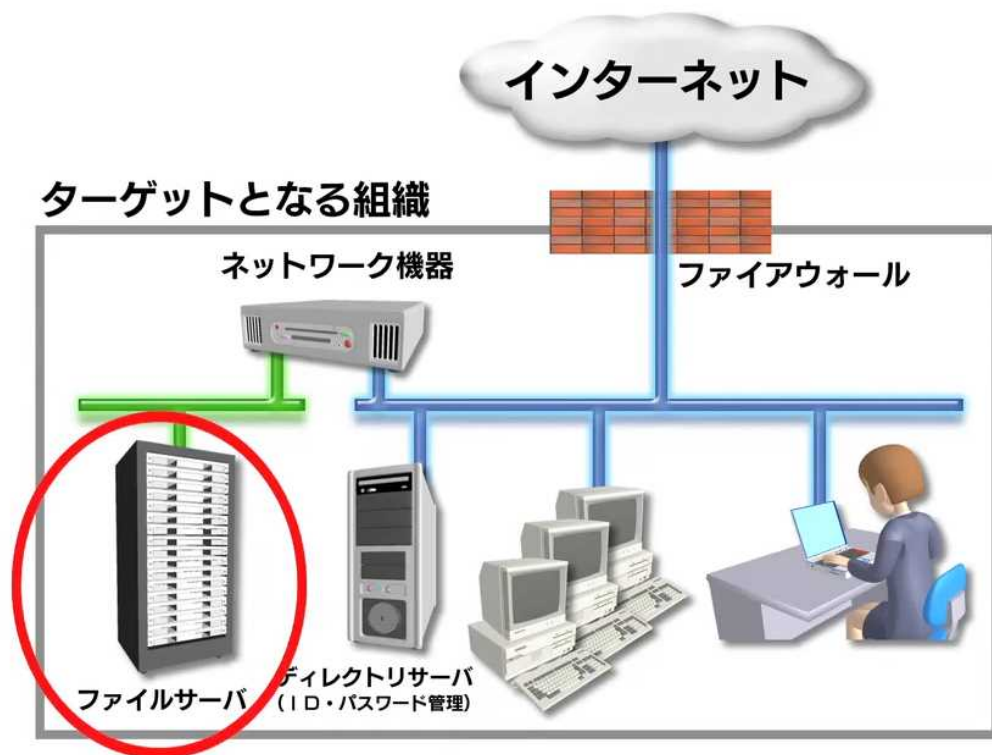 インターネット
ターゲットとなる組織
ネットワーク機器
ファイアウォール
ファイルサーバ
ディレクトリサーバ
(ID・パスワード管理)